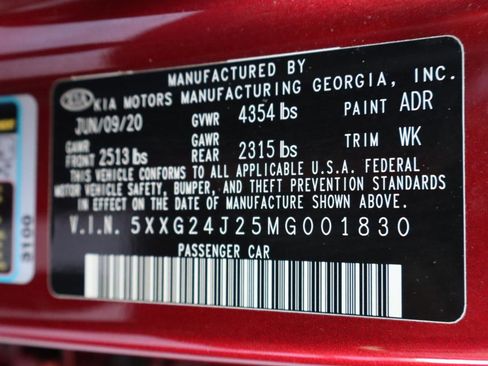 MANUFACTURED BY
KIA KIA MOTORS MANUFACTURING GEORGIA, INC.
JUN/09/20 GVWR 4354 lbs PAINT ADR
GAWR FRONT 2513 lbs GAWR REAR 2315 lbs TRIM WK
THIS VEHICLE CONFORMS TO ALL APPLICABLE U.S.A. FEDERAL
MOTOR VEHICLE SAFETY, BUMPER, AND THEFT PREVENTION STANDARDS
IN EFFECT ON THE DATE OF MANUFACTURE SHOWN ABOVE.
V.I.N. 5XXG24J25MG001830
PASSENGER CAR
3100